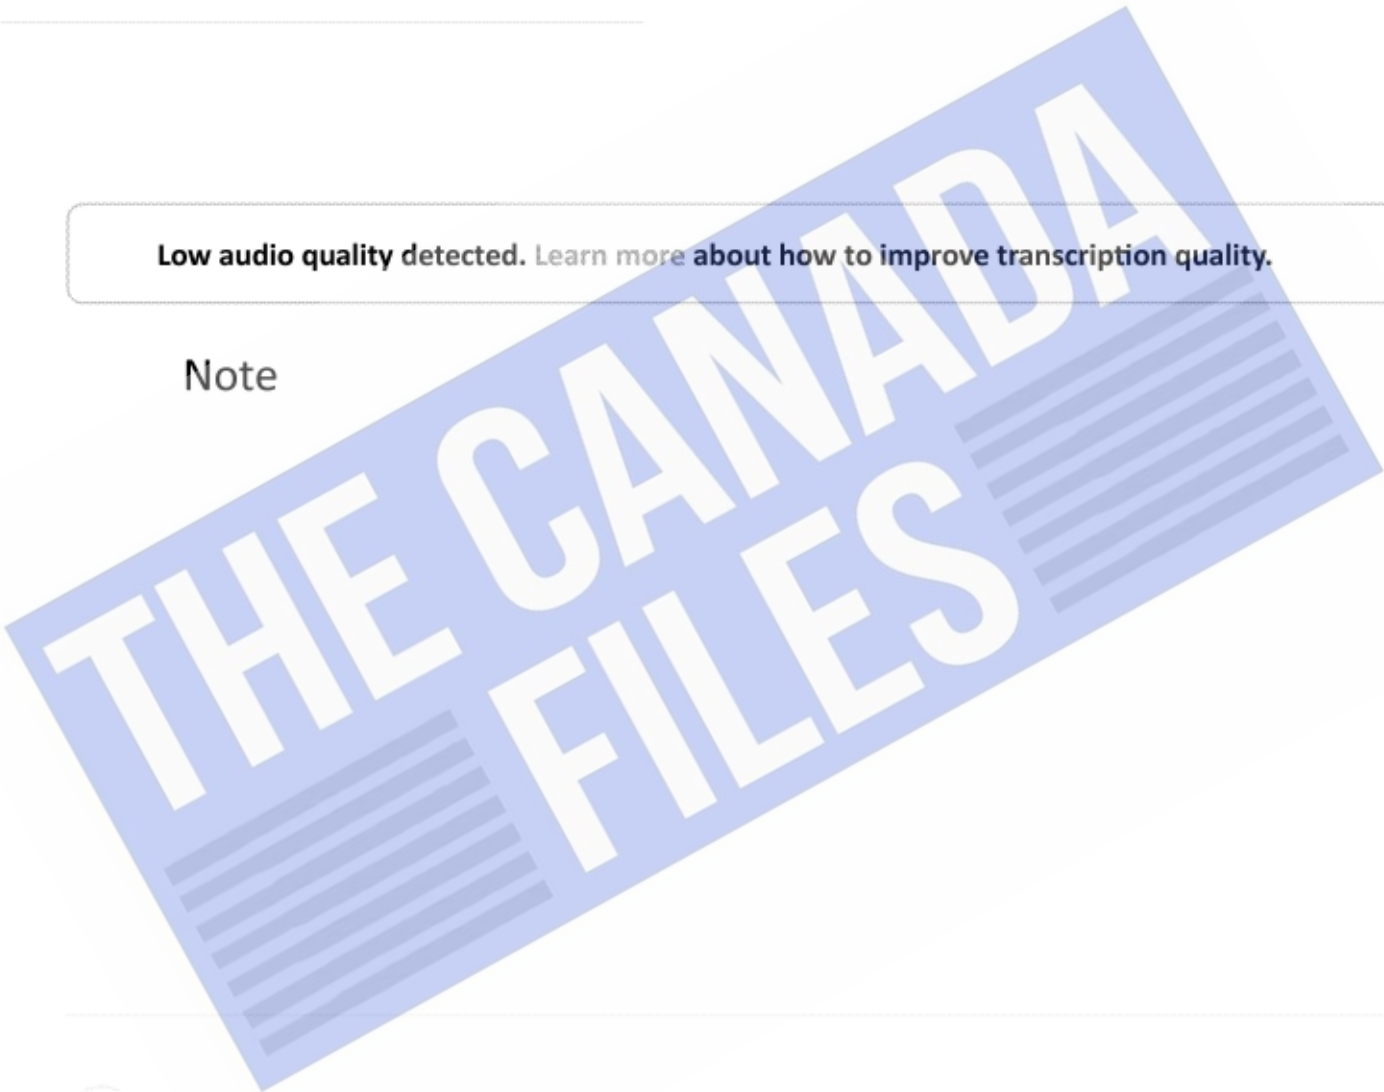 Low audio quality detected. Learn more about how to improve transcription quality.
Note
THE CANADA
FILES